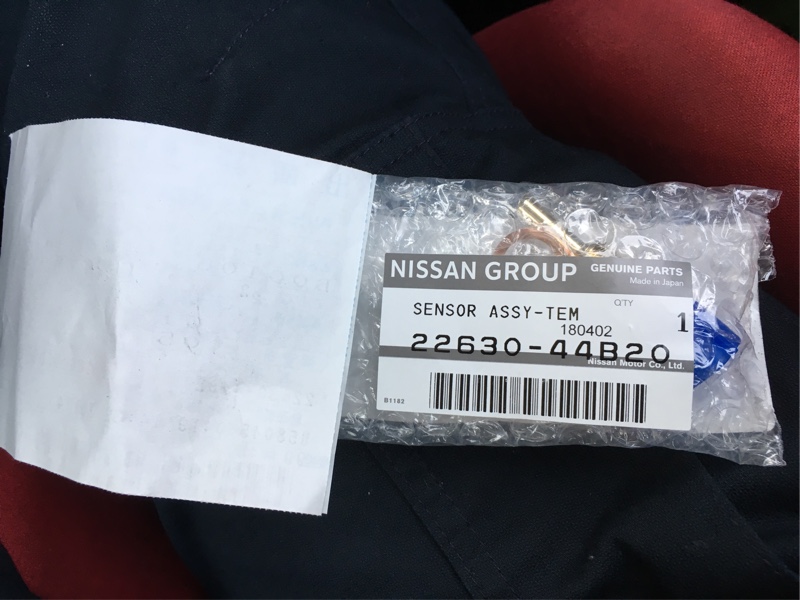 NISSAN GROUP GENUINE PARTS
Made in Japan
SENSOR ASSY-TEM QTY
180402 1
22630-44B20
Nissan Motor Co., Ltd.
B1182